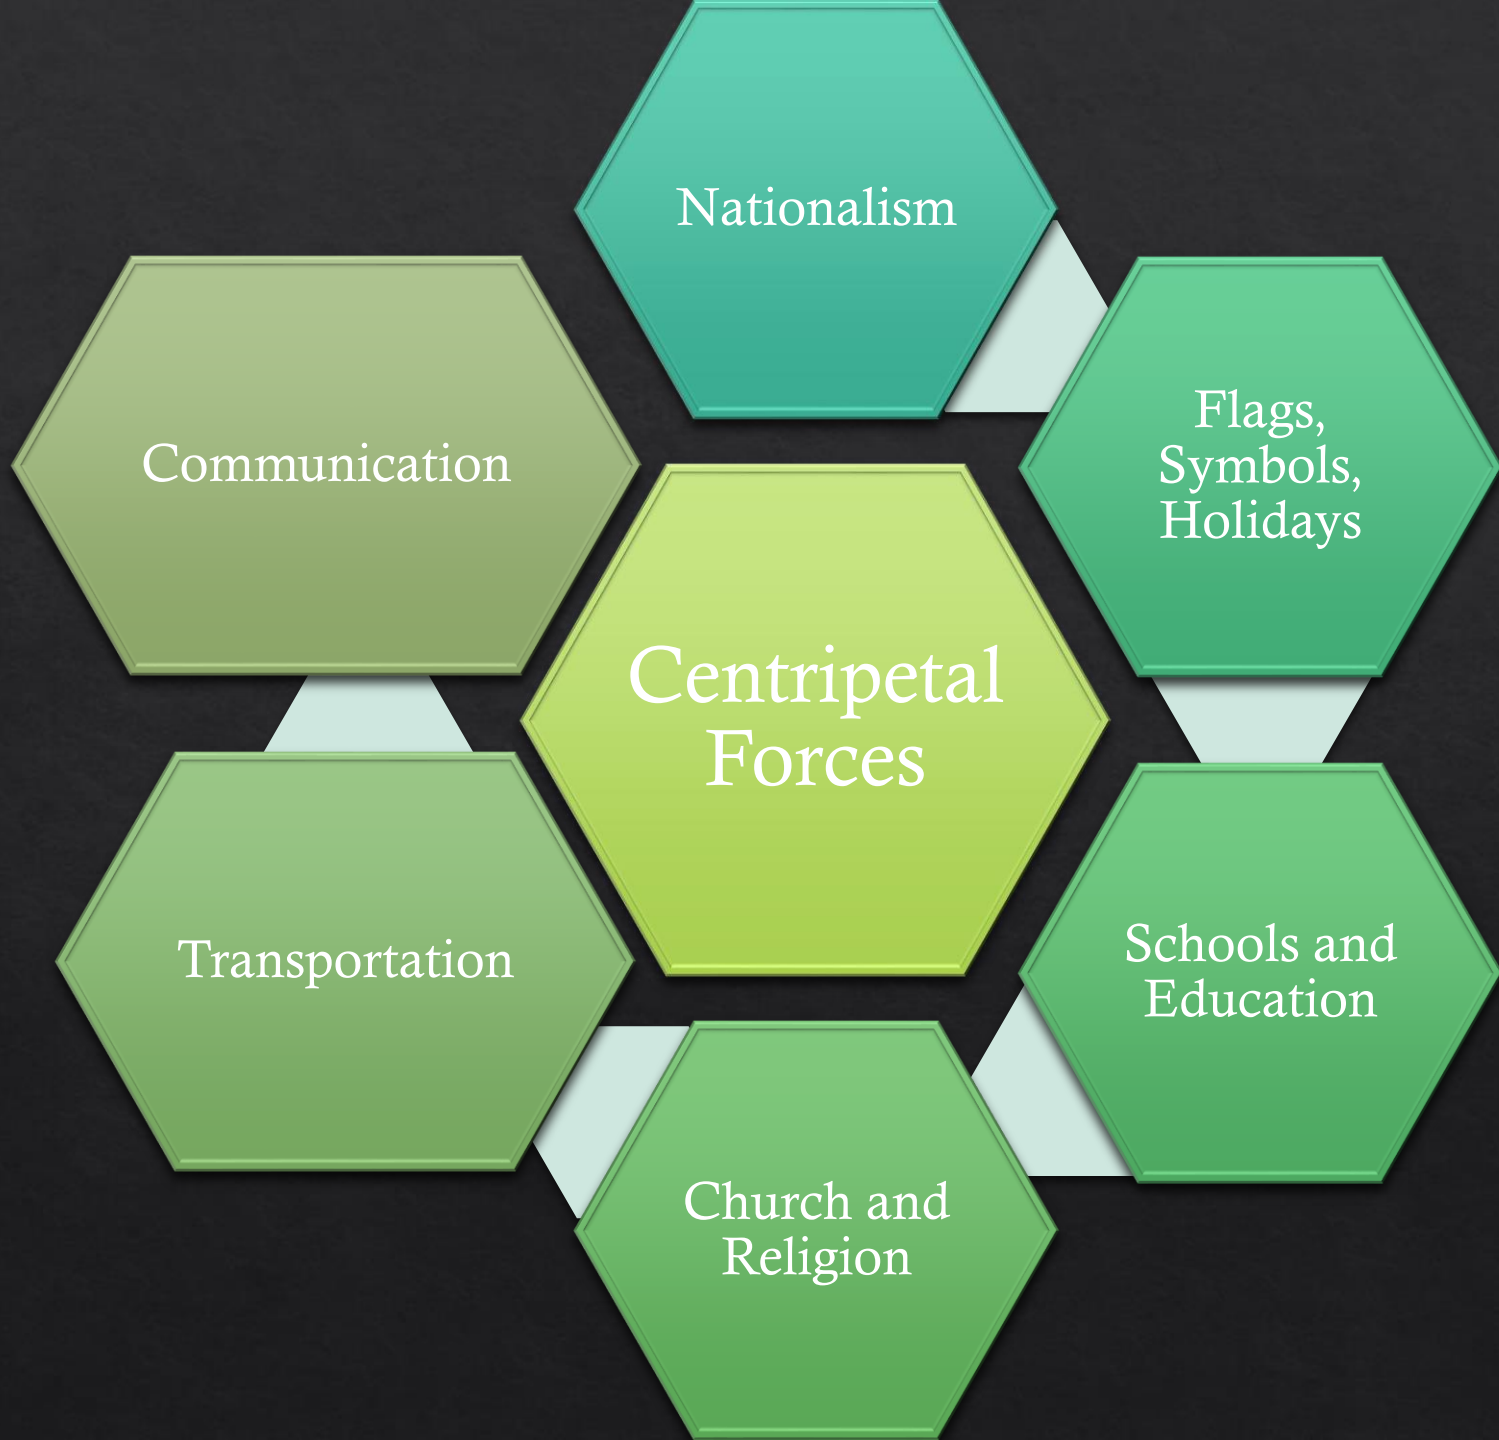 Nationalism
Flags,
Symbols,
Holidays
Communication
Centripetal
Forces
Schools and
Education
Transportation
Church and
Religion